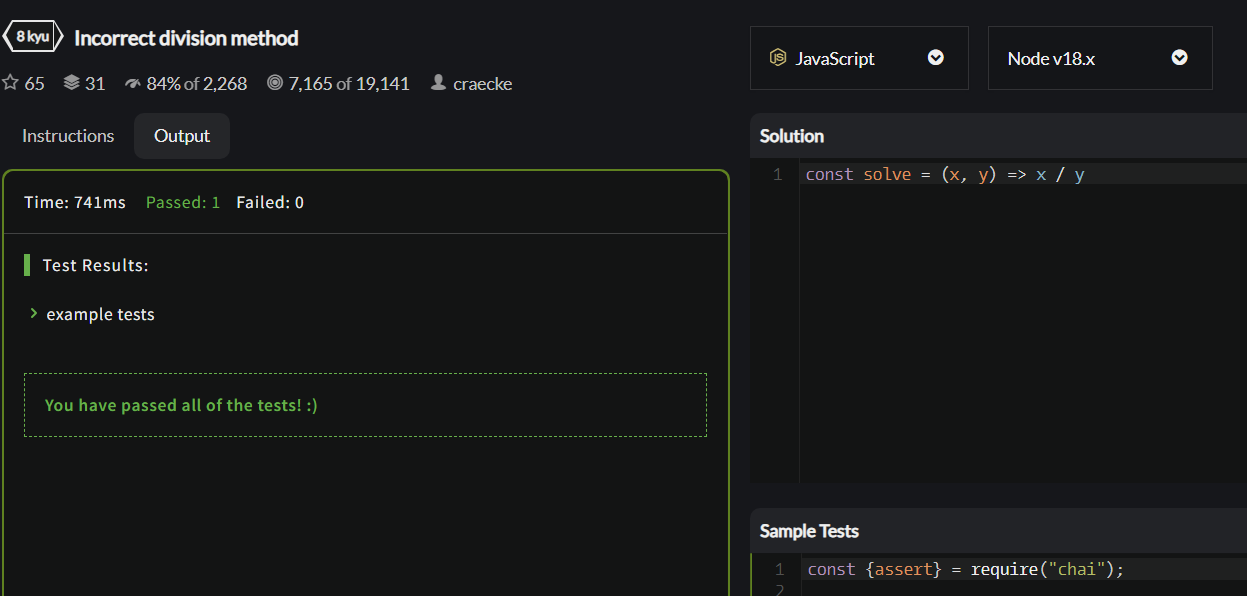 8 kyu Incorrect division method
65 31 84% of 2,268 7,165 of 19,141 craecke
Instructions Output
Time: 741ms Passed: 1 Failed: 0
Test Results:
example tests
You have passed all of the tests! :)
JavaScript Node v18.x
Solution
1 const solve = (x, y) => x / y
Sample Tests
1 const {assert} = require("chai");
2